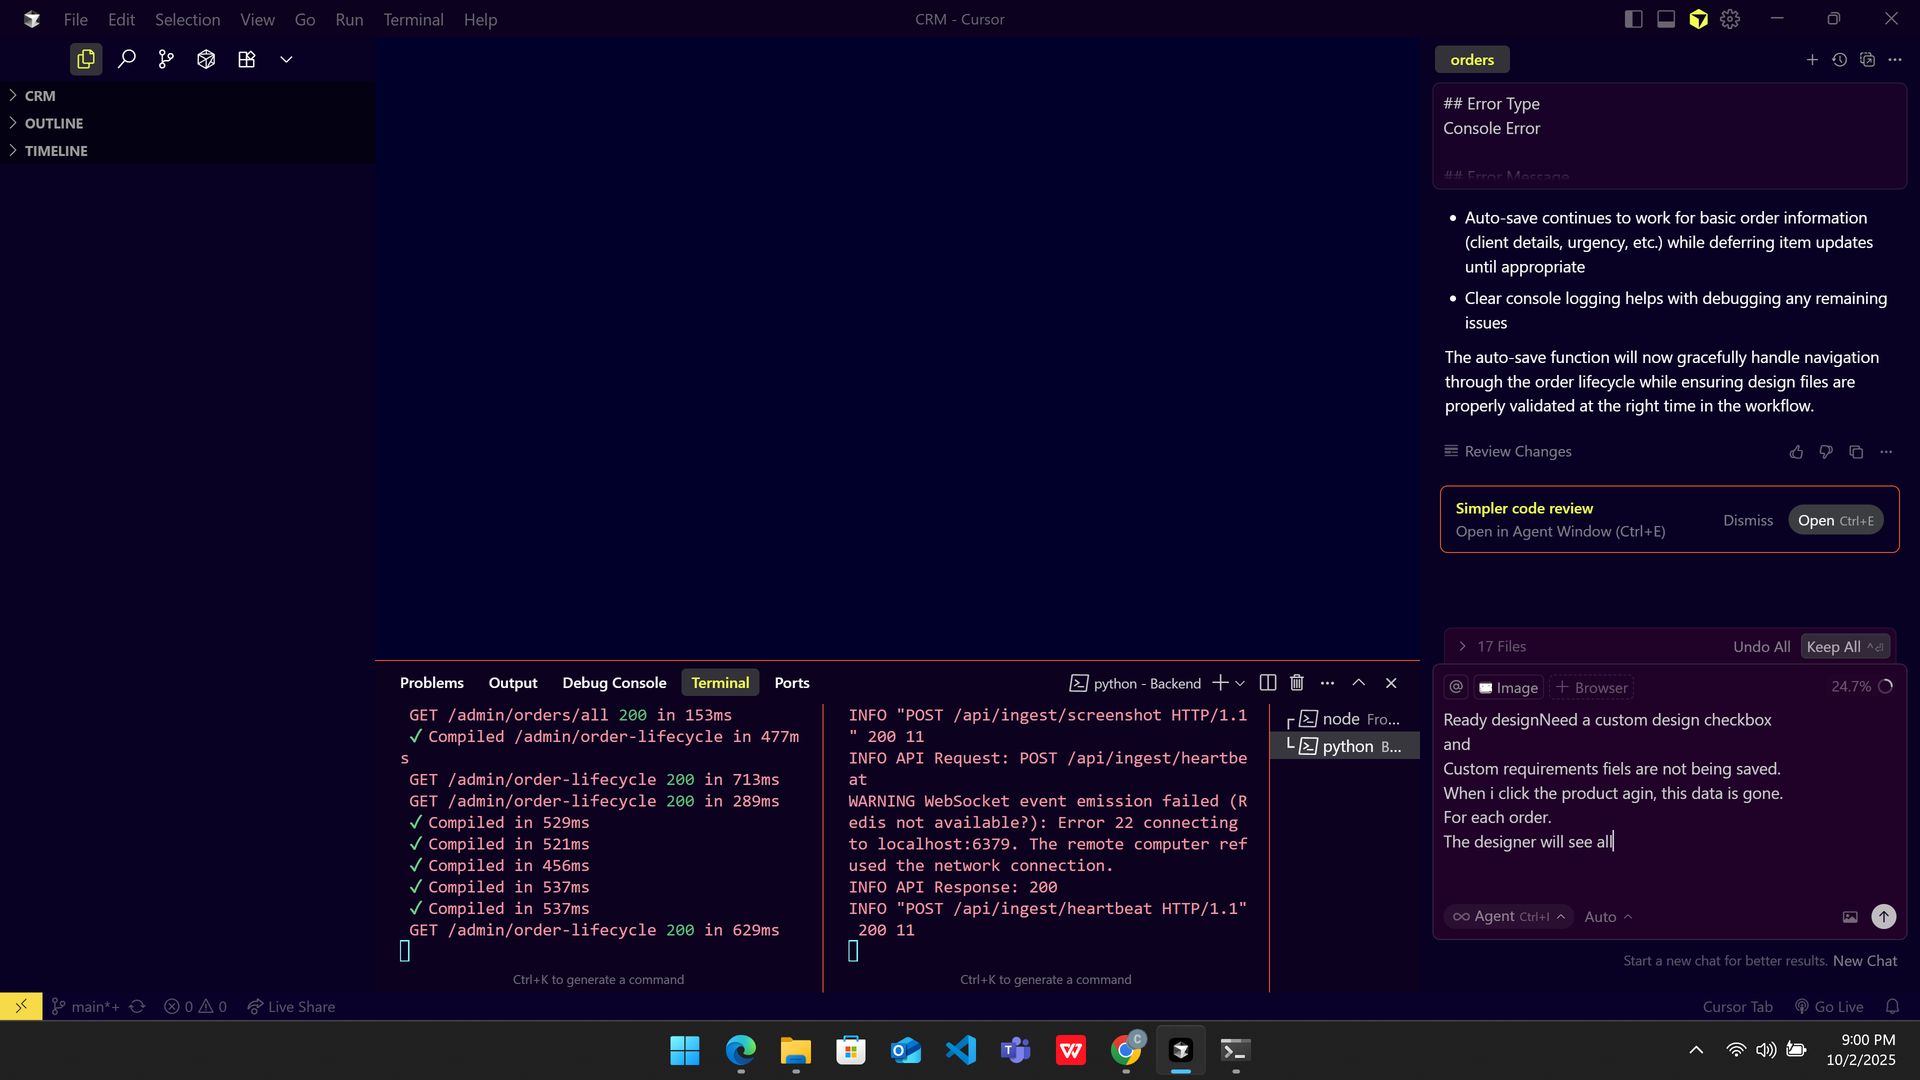 File Edit Selection View Go Run Terminal Help
CRM - Cursor
CRM
OUTLINE
TIMELINE
orders
## Error Type
Console Error
## Error Message
• Auto-save continues to work for basic order information
(client details, urgency, etc.) while deferring item updates
until appropriate
• Clear console logging helps with debugging any remaining
issues
The auto-save function will now gracefully handle navigation
through the order lifecycle while ensuring design files are
properly validated at the right time in the workflow.
Review Changes
Simpler code review
Open in Agent Window (Ctrl+E)
Dismiss
Open Ctrl+E
17 Files
Undo All
Keep All
@ Image + Browser
24.7%
Ready designNeed a custom design checkbox
and
Custom requirements fiels are not being saved.
When i click the product agin, this data is gone.
For each order.
The designer will see all
Agent Ctrl+I
Auto
Start a new chat for better results. New Chat
Problems Output Debug Console Terminal Ports
python - Backend
GET /admin/orders/all 200 in 153ms
✓ Compiled /admin/order-lifecycle in 477m
s
GET /admin/order-lifecycle 200 in 713ms
GET /admin/order-lifecycle 200 in 289ms
✓ Compiled in 529ms
✓ Compiled in 521ms
✓ Compiled in 456ms
✓ Compiled in 537ms
✓ Compiled in 537ms
GET /admin/order-lifecycle 200 in 629ms
Ctrl+K to generate a command
INFO "POST /api/ingest/screenshot HTTP/1.1
" 200 11
INFO API Request: POST /api/ingest/heartbe
at
WARNING WebSocket event emission failed (R
edis not available?): Error 22 connecting
to localhost:6379. The remote computer ref
used the network connection.
INFO API Response: 200
INFO "POST /api/ingest/heartbeat HTTP/1.1"
200 11
Ctrl+K to generate a command
node Fro...
python B...
main*+
0
0
Live Share
Cursor Tab
Go Live
9:00 PM
10/2/2025